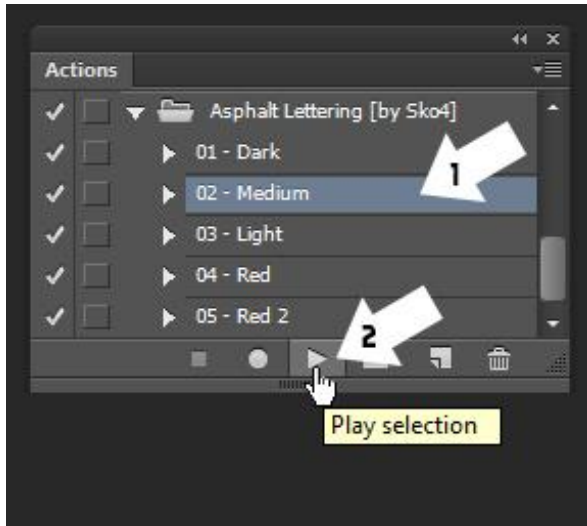 Actions
Asphalt Lettering [by Sko4]
01 - Dark
1
02 - Medium
03 - Light
04 - Red
05 - Red 2
2
Play selection